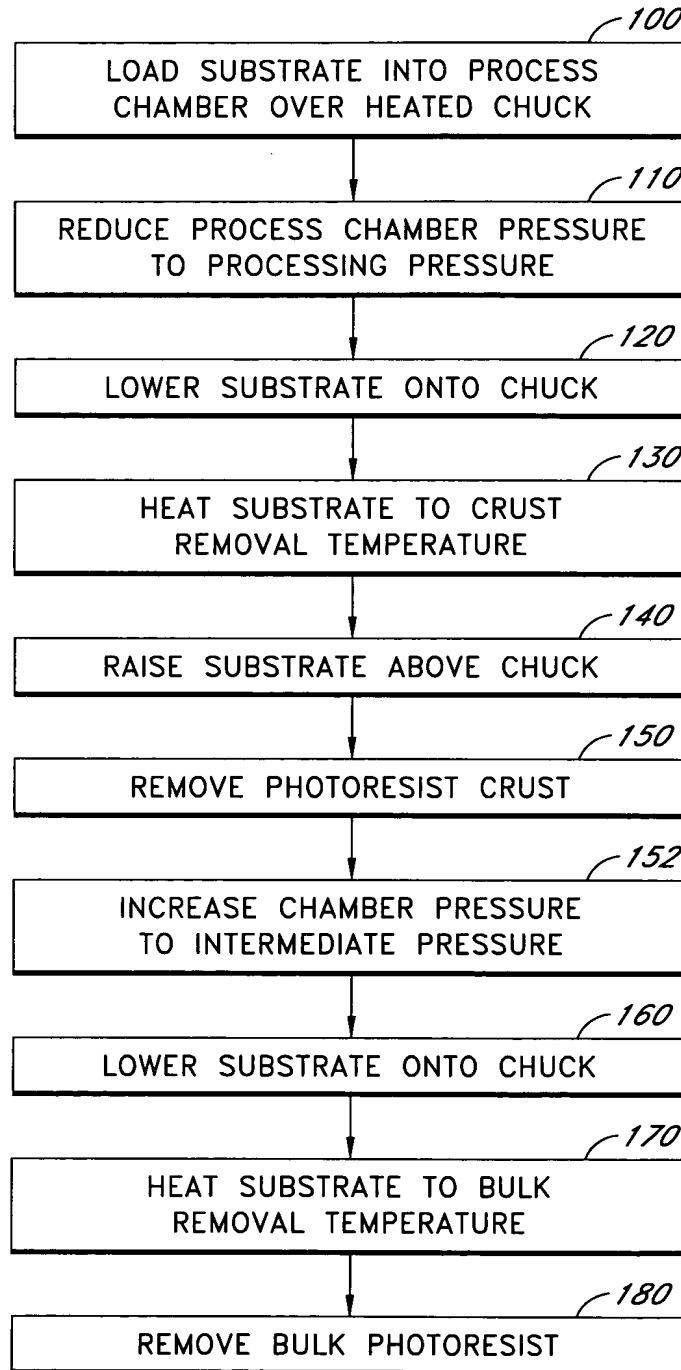 100
LOAD SUBSTRATE INTO PROCESS
CHAMBER OVER HEATED CHUCK
110
REDUCE PROCESS CHAMBER PRESSURE
TO PROCESSING PRESSURE
120
LOWER SUBSTRATE ONTO CHUCK
130
HEAT SUBSTRATE TO CRUST
REMOVAL TEMPERATURE
140
RAISE SUBSTRATE ABOVE CHUCK
150
REMOVE PHOTORESIST CRUST
152
INCREASE CHAMBER PRESSURE
TO INTERMEDIATE PRESSURE
160
LOWER SUBSTRATE ONTO CHUCK
170
HEAT SUBSTRATE TO BULK
REMOVAL TEMPERATURE
180
REMOVE BULK PHOTORESIST